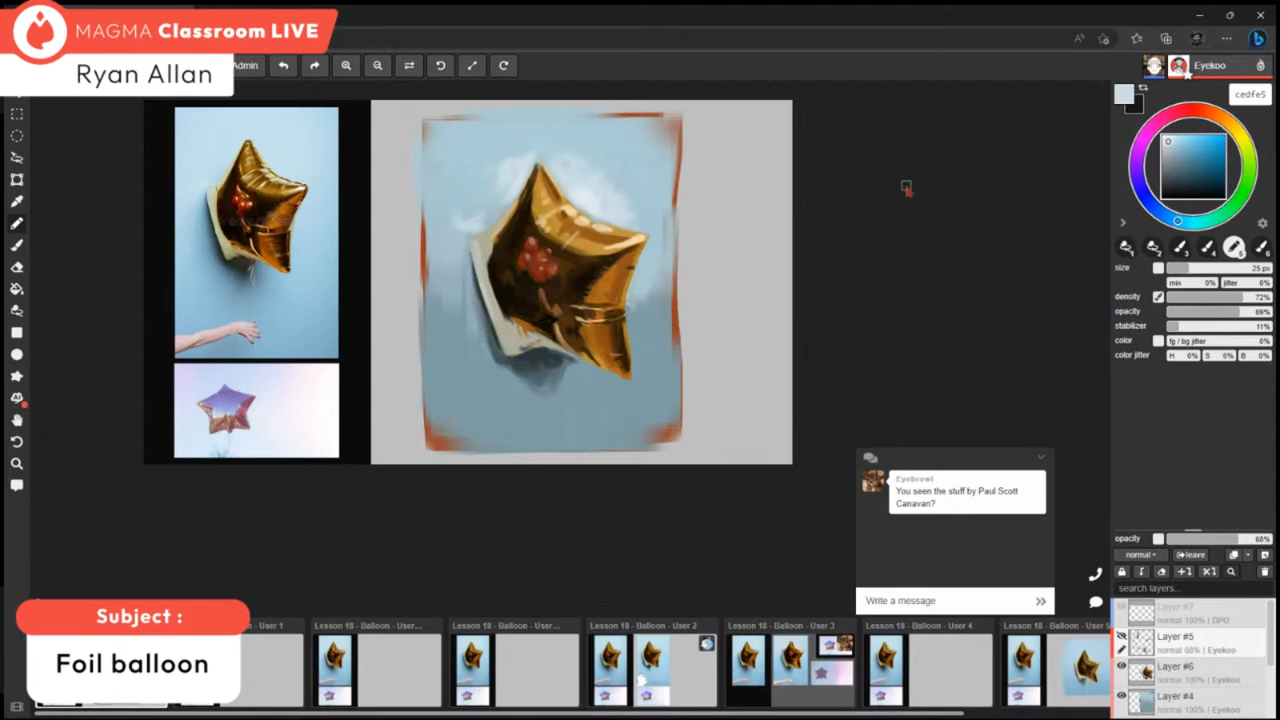 MAGMA Classroom LIVE
Ryan Allan
Admin
Eyekoo
cedfe5
size
25 px
min 0%
jitter 0%
density
72%
opacity
69%
stabilizer
11%
color
fg / bg jitter
0%
color jitter
H 0%
S 0%
B 0%
Eyebrowl
You seen the stuff by Paul Scott
Canavan?
Write a message
opacity
68%
normal
leave
search layers...
Layer #7
normal 100% | DPO
Layer #5
normal 68% | Eyekoo
Layer #6
normal 100% | Eyekoo
Layer #4
normal 100% | Eyekoo
Subject :
Foil balloon
- User 1
Lesson 18 - Balloon - User...
Lesson 18 - Balloon - User...
Lesson 18 - Balloon - User 2
Lesson 18 - Balloon - User 3
Lesson 18 - Balloon - User 4
Lesson 18 - Balloon - User 5